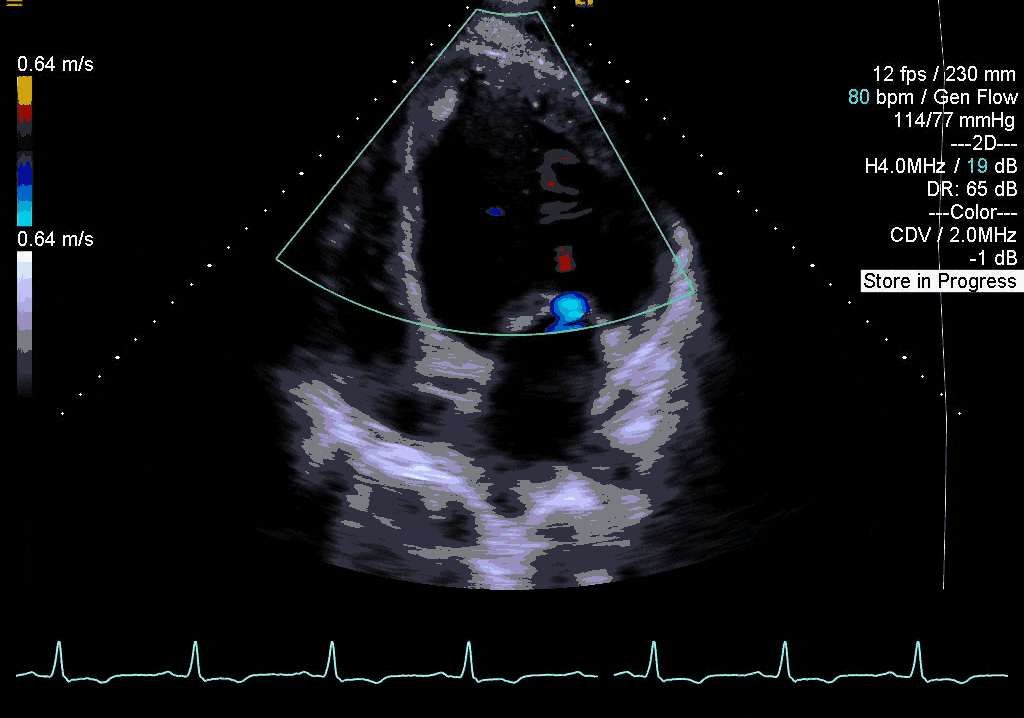 0.64 m/s
0.64 m/s
12 fps / 230 mm
80 bpm / Gen Flow
114/77 mmHg
---2D---
H4.0MHz / 19 dB
DR: 65 dB
---Color---
CDV / 2.0MHz
-1 dB
Store in Progress